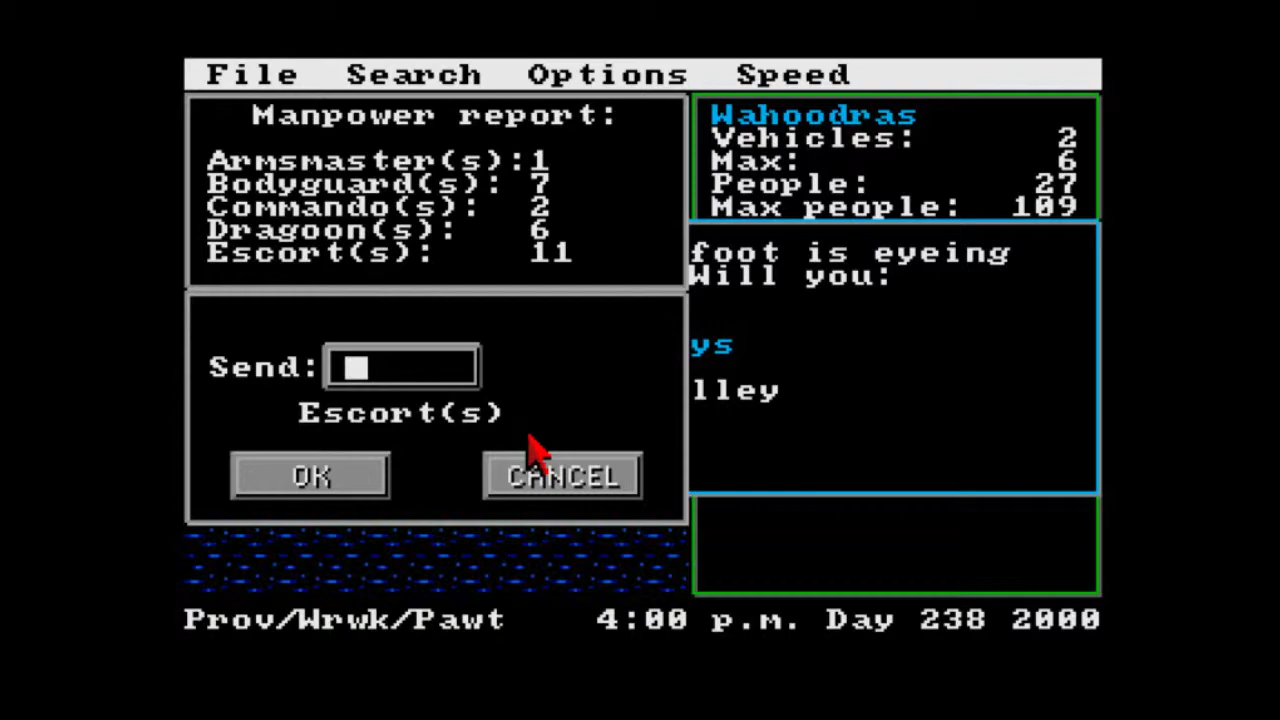 File Search Options Speed
Manpower report:
Armsmaster(s):1
Bodyguard(s): 7
Commando(s): 2
Dragoon(s): 6
Escort(s): 11
Send:
Escort(s)
OK CANCEL
Wahoodras
Vehicles: 2
Max: 6
People: 27
Max people: 109
foot is eyeing
Will you:
ys
lley
Prov/Wrwk/Pawt 4:00 p.m. Day 238 2000